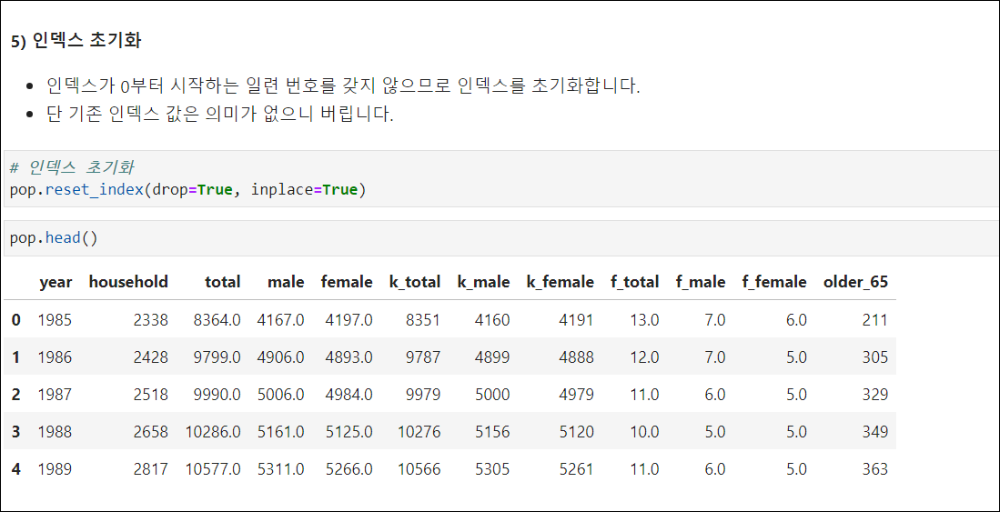 5) 인덱스 초기화
• 인덱스가 0부터 시작하는 일련 번호를 갖지 않으므로 인덱스를 초기화합니다.
• 단 기존 인덱스 값은 의미가 없으니 버립니다.
# 인덱스 초기화
pop.reset_index(drop=True, inplace=True)
pop.head()
year household total male female k_total k_male k_female f_total f_male f_female older_65
0 1985 2338 8364.0 4167.0 4197.0 8351 4160 4191 13.0 7.0 6.0 211
1 1986 2428 9799.0 4906.0 4893.0 9787 4899 4888 12.0 7.0 5.0 305
2 1987 2518 9990.0 5006.0 4984.0 9979 5000 4979 11.0 6.0 5.0 329
3 1988 2658 10286.0 5161.0 5125.0 10276 5156 5120 10.0 5.0 5.0 349
4 1989 2817 10577.0 5311.0 5266.0 10566 5305 5261 11.0 6.0 5.0 363